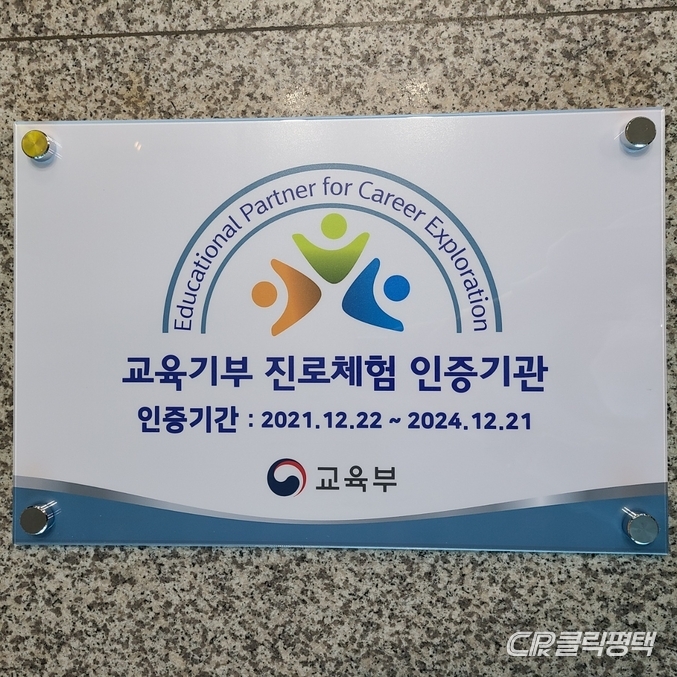 Educational Partner for Career Exploration
교육기부 진로체험 인증기관
인증기간 : 2021.12.22 ~ 2024.12.21
교육부
CPK클릭평택